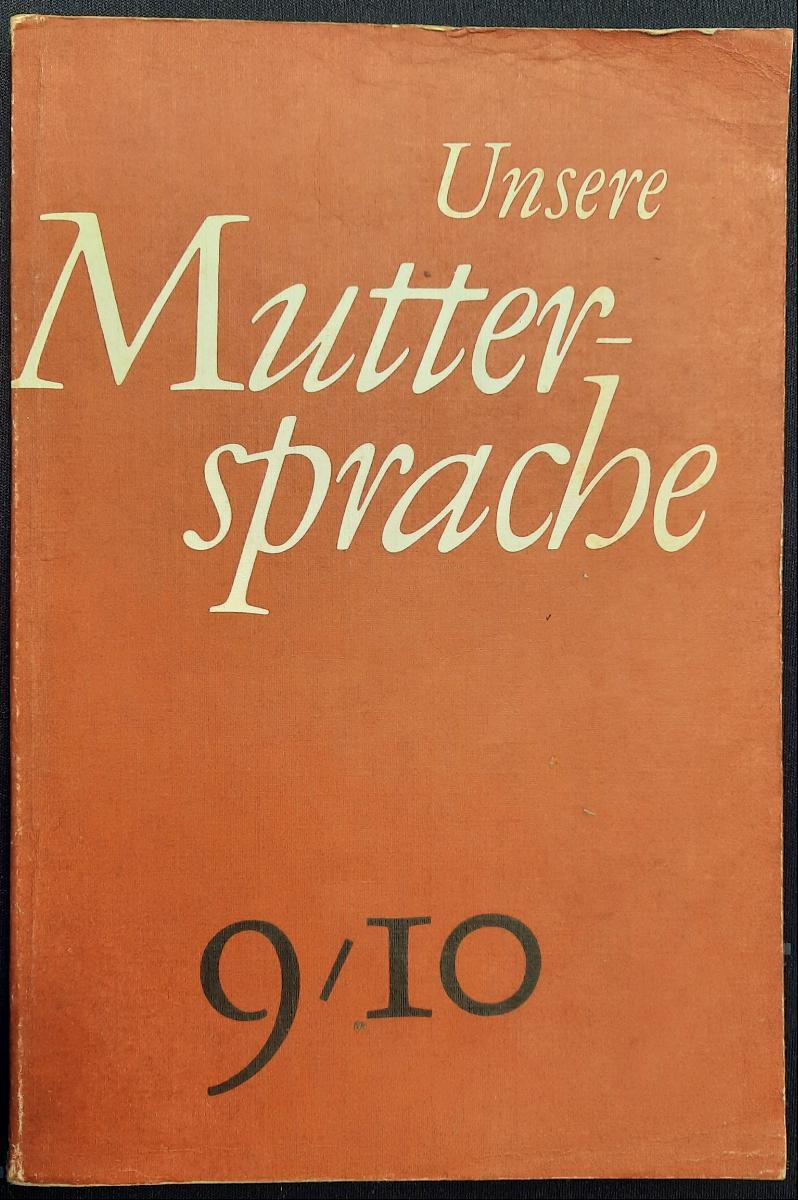 Unsere
Mutter-
sprache
9/10